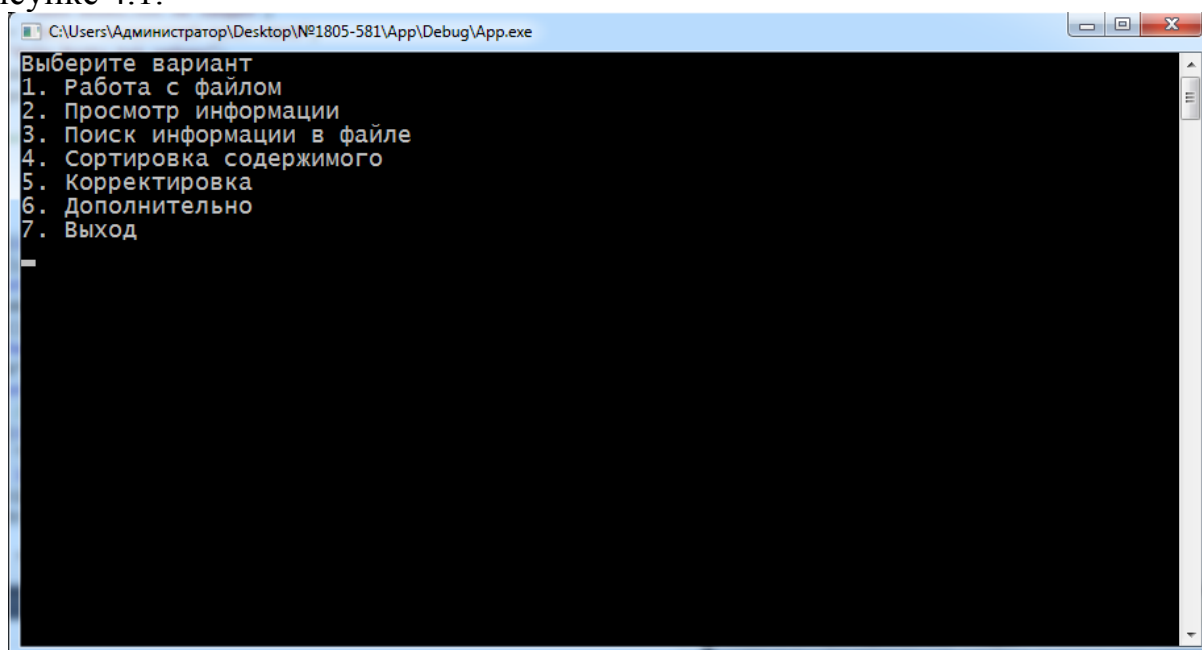 исунке 4.1.
C:\Users\Администратор\Desktop\№1805-581\App\Debug\App.exe
Выберите вариант
1. Работа с файлом
2. Просмотр информации
3. Поиск информации в файле
4. Сортировка содержимого
5. Корректировка
6. Дополнительно
7. Выход